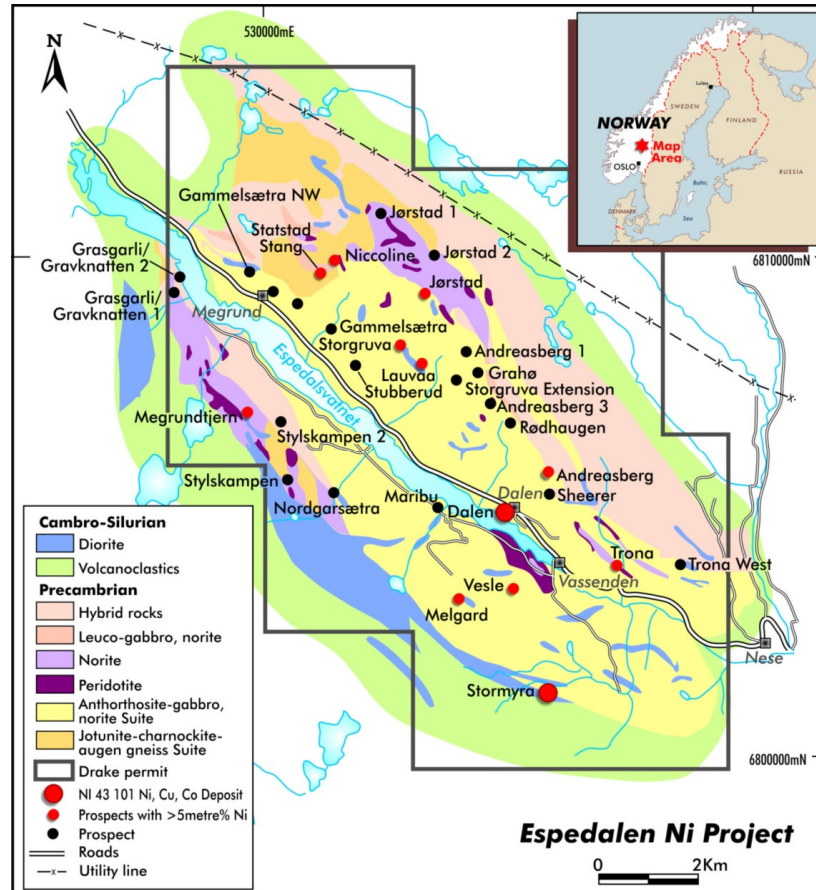 530000mE
N
NORWAY
SWEDEN
FINLAND
RUSSIA
Luleå
Map
Area
OSLO
Baltic
Sea
DENMARK
6810000mN
Gammelsætra NW
Statstad
Stang
Niccoline
Jørstad 1
Jørstad 2
Jørstad
Grasgarli/
Gravknatten 2
Grasgarli/
Gravknatten 1
Megrund
Espedalsvatnet
Gammelsætra
Storgruva
Lauvåa
Stubberud
Andreasberg 1
Grahø
Storgruva Extension
Andreasberg 3
Rødhaugen
Megrundtjern
Stylskampen 2
Stylskampen
Nordgarsætra
Maribu
Dalen
Dalen
Andreasberg
Sheerer
Trona
Trona West
Vassenden
Vesle
Melgard
Nese
Stormyra
6800000mN
Cambro-Silurian
Diorite
Volcanoclastics
Precambrian
Hybrid rocks
Leuco-gabbro, norite
Norite
Peridotite
Anthorthosite-gabbro,
norite Suite
Jotunite-charnockite-
augen gneiss Suite
Drake permit
NI 43 101 Ni, Cu, Co Deposit
Prospects with >5metre% Ni
Prospect
Roads
Utility line
Espedalen Ni Project
0 2Km